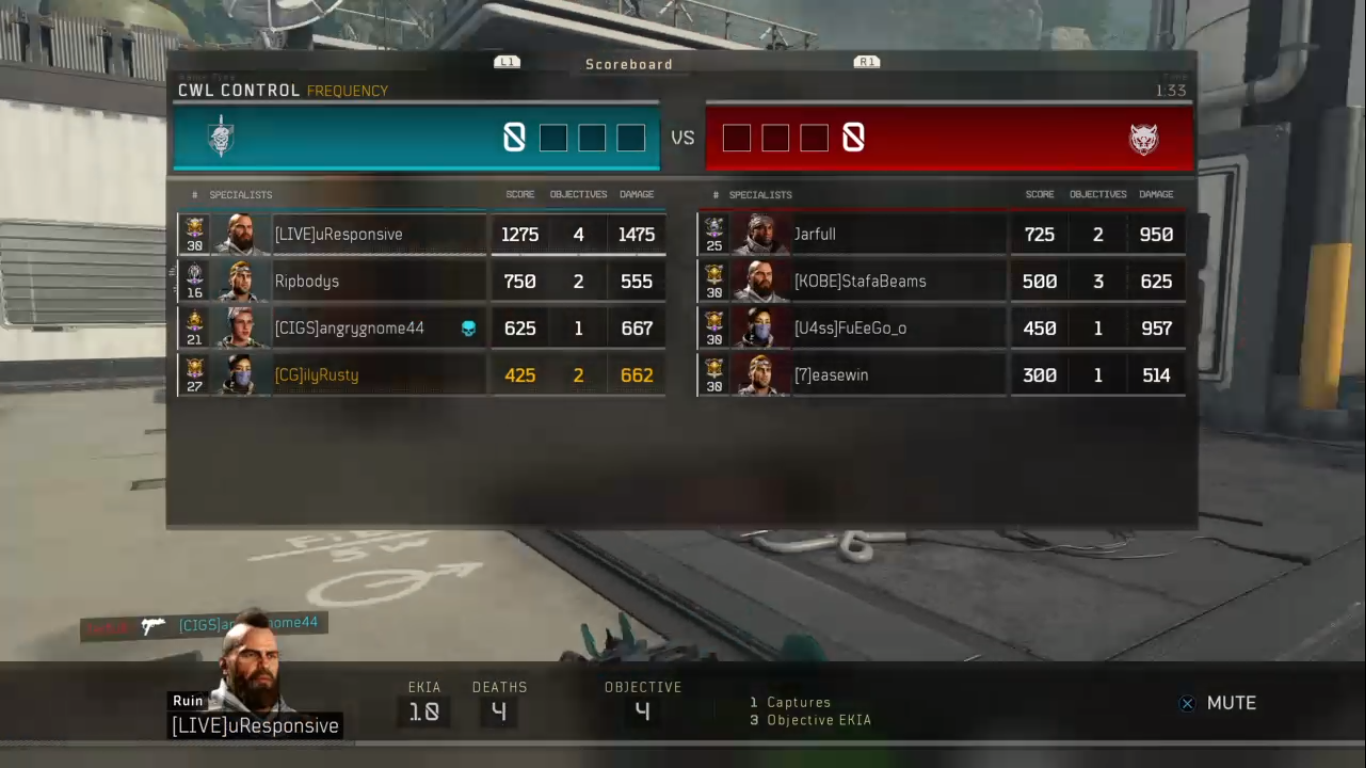 L1 Scoreboard R1
CWL CONTROL FREQUENCY 1:33
0 VS 0
# SPECIALISTS SCORE OBJECTIVES DAMAGE
30 [LIVE]uResponsive 1275 4 1475
16 Ripbodys 750 2 555
21 [CIGS]angrygnome44 625 1 667
27 [CG]ilyRusty 425 2 662
# SPECIALISTS SCORE OBJECTIVES DAMAGE
25 Jarfull 725 2 950
30 [KOBE]StafaBeams 500 3 625
30 [U4ss]FuEeGo_o 450 1 957
30 [7]easewin 300 1 514
Ruin
[LIVE]uResponsive
EKIA DEATHS OBJECTIVE
10 4 4
1 Captures
3 Objective EKIA
MUTE